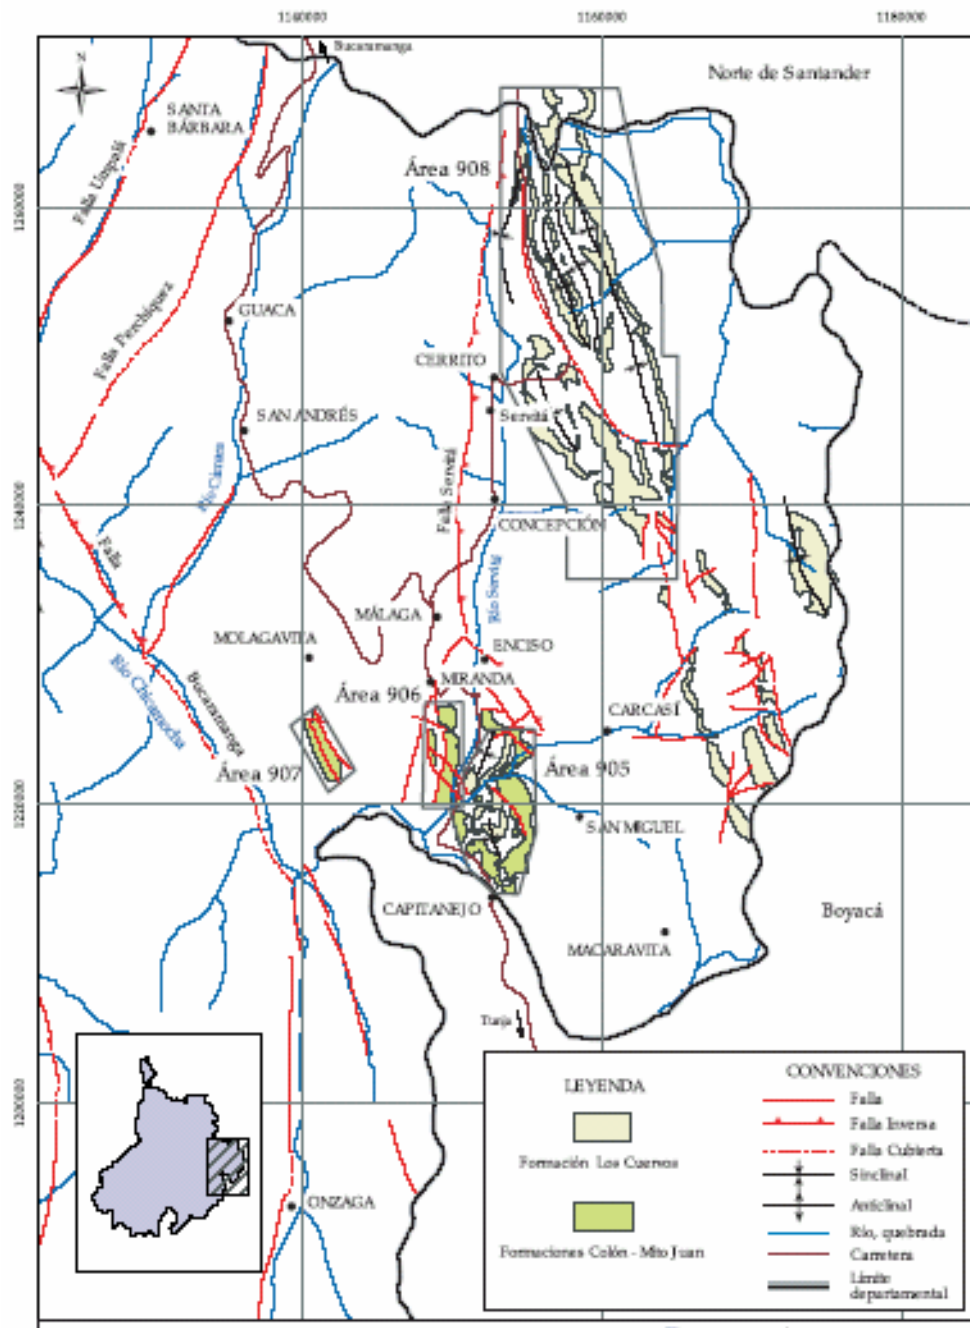 1140000
1160000
1180000
Bucaramanga
Norte de Santander
N
SANTA
BÁRBARA
Área 908
Falla Umpalá
1260000
GUACA
Falla Perchiquez
CERRITO
SAN ANDRÉS
Servitá
Falla Servitá
1240000
CONCEPCIÓN
Falla
Río Servitá
MÁLAGA
MOLAGAVITA
ENCISO
MIRANDA
Río Chicamocha
Bucaramanga
Área 906
CARCASÍ
Área 907
Área 905
1220000
SAN MIGUEL
CAPITANEJO
Boyacá
MACARAVITA
Tunja
1200000
ONZAGA
LEYENDA
Formación Los Cuervos
Formaciones Colón - Mito Juan
CONVENCIONES
Falla
Falla Inversa
Falla Cubierta
Sinclinal
Anticlinal
Río, quebrada
Carretera
Límite
departamental